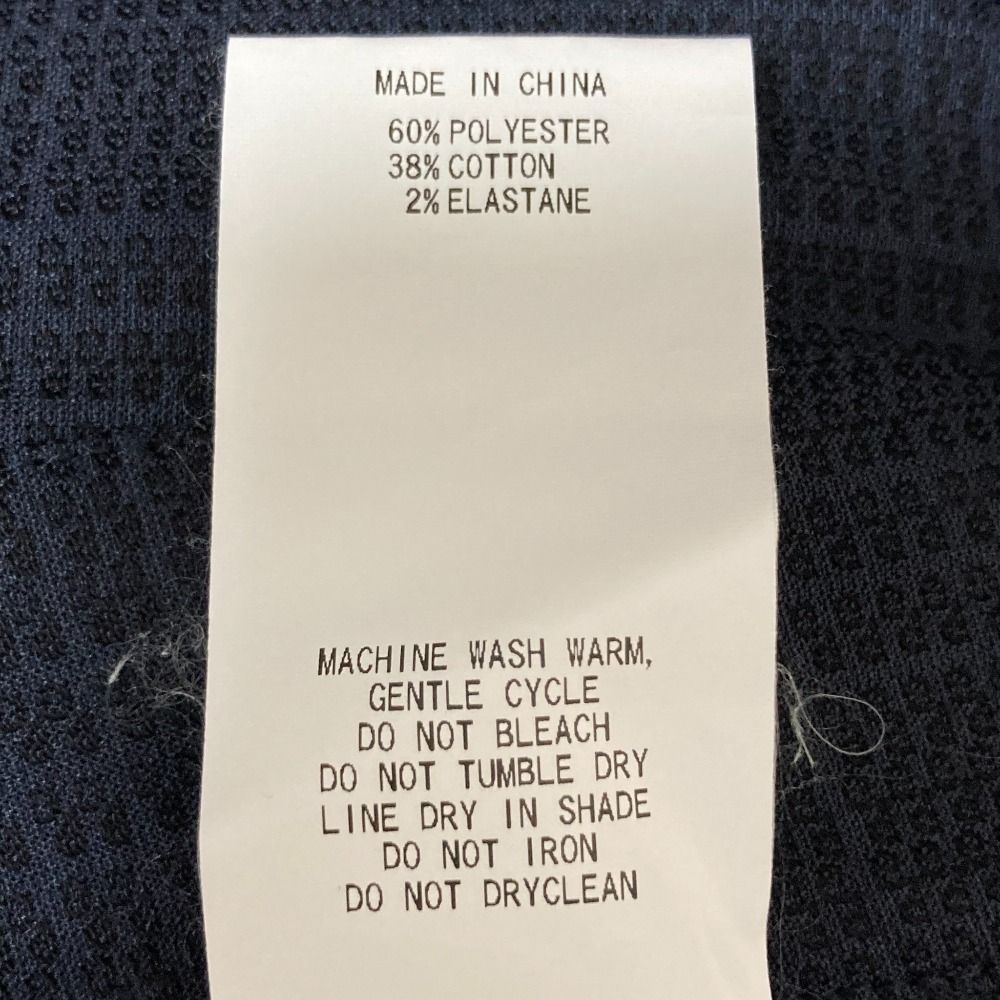 MADE IN CHINA
60% POLYESTER
38% COTTON
2% ELASTANE
MACHINE WASH WARM,
GENTLE CYCLE
DO NOT BLEACH
DO NOT TUMBLE DRY
LINE DRY IN SHADE
DO NOT IRON
DO NOT DRYCLEAN